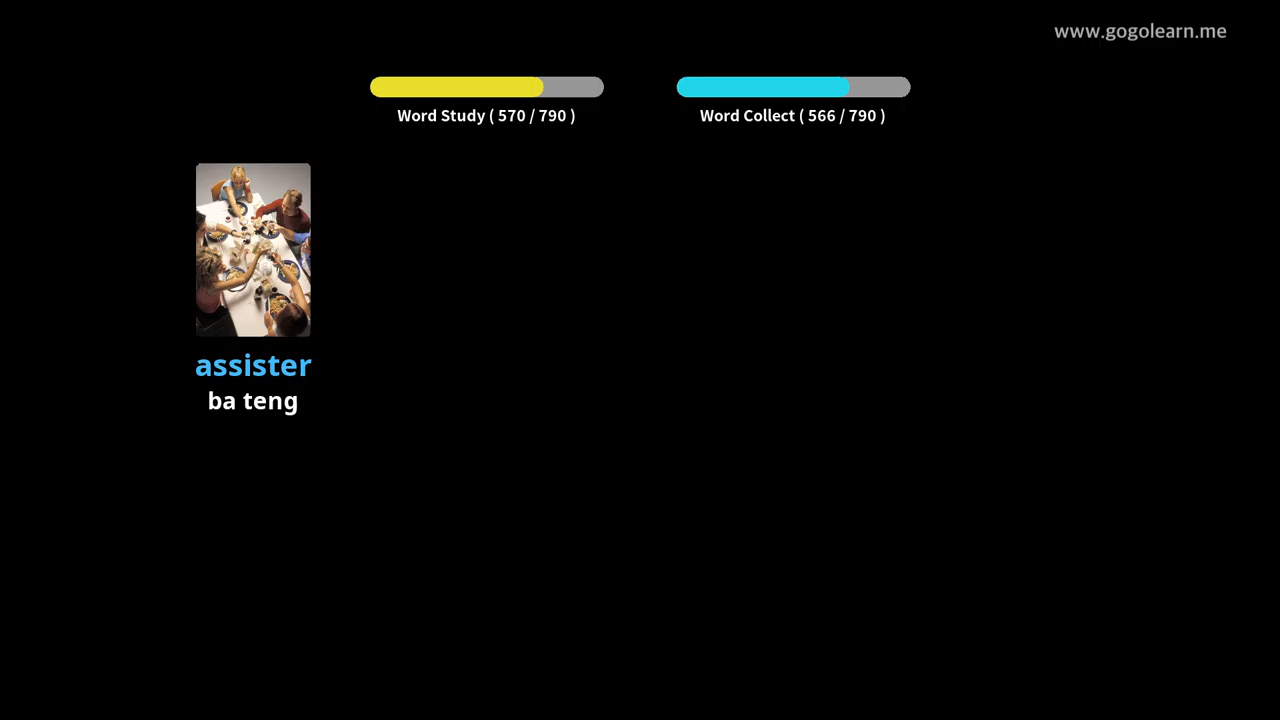 www.gogolearn.me
Word Study ( 570 / 790 )
Word Collect ( 566 / 790 )
assister
ba teng